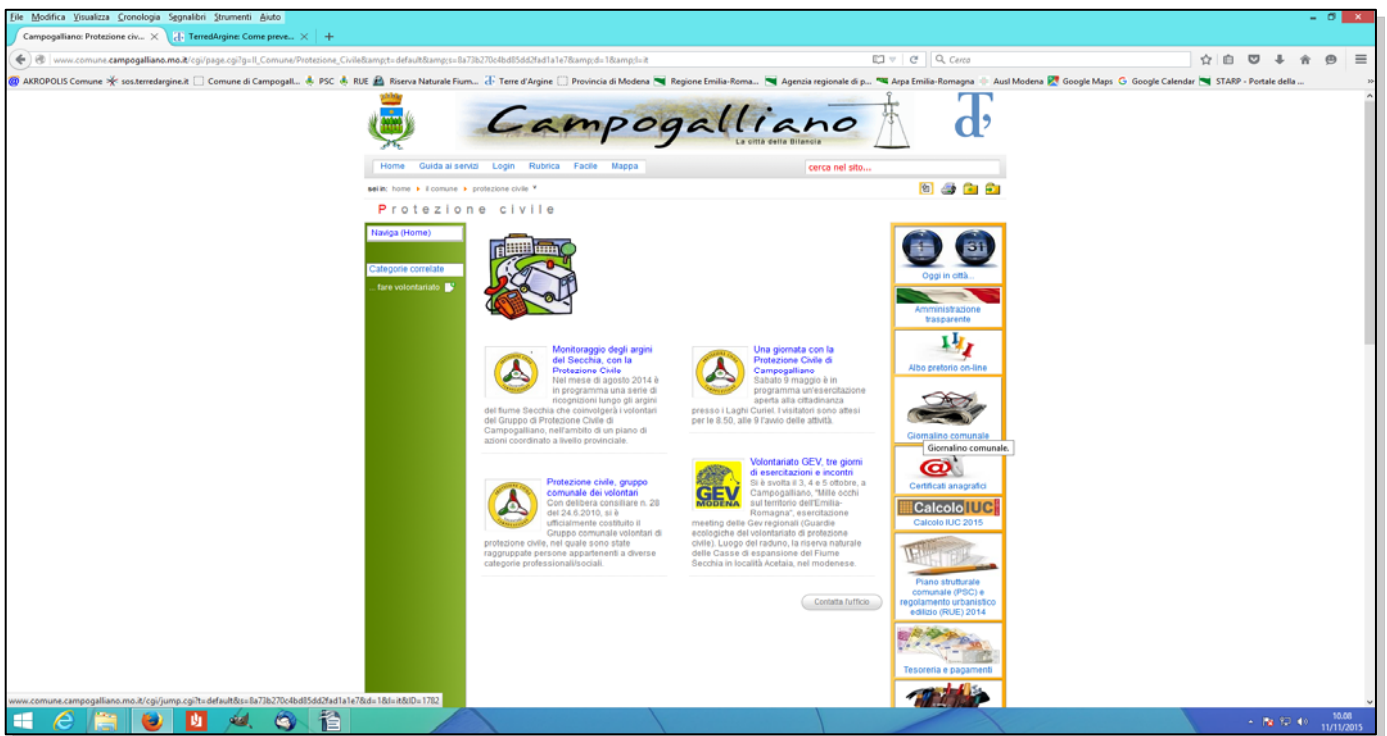 File Modifica Visualizza Cronologia Segnalibri Strumenti Aiuto
Campogalliano: Protezione civ...
TerredArgine: Come preve...
www.comune.campogalliano.mo.it/cgi/page.cgi?g=Il_Comune/Protezione_Civile&amp;t=default&amp;s=8a73b270c4bd85dd2fad1a1e7&amp;d=1&amp;l=it
Cerca
AKROPOLIS Comune
sos.terredargine.it
Comune di Campogall...
PSC
RUE
Riserva Naturale Fium...
Terre d'Argine
Provincia di Modena
Regione Emilia-Roma...
Agenzia regionale di p...
Arpa Emilia-Romagna
Ausl Modena
Google Maps
Google Calendar
STARP - Portale della ...
Campogalliano
La città della Bilancia
Home Guida ai servizi Login Rubrica Facile Mappa
cerca nel sito...
sei in: home il comune protezione civile
Protezione civile
Naviga (Home)
Categorie correlate
... fare volontariato
Monitoraggio degli argini
del Secchia, con la
Protezione Civile
Nel mese di agosto 2014 è
in programma una serie di
ricognizioni lungo gli argini
del fiume Secchia che coinvolgerà i volontari
del Gruppo di Protezione Civile di
Campogalliano, nell'ambito di un piano di
azioni coordinato a livello provinciale.
Una giornata con la
Protezione Civile di
Campogalliano
Sabato 9 maggio è in
programma un'esercitazione
aperta alla cittadinanza
presso i Laghi Curiel. I visitatori sono attesi
per le 8.50, alle 9 l'avvio delle attività.
Protezione civile, gruppo
comunale dei volontari
Con delibera consiliare n. 28
del 24.6.2010, si è
ufficialmente costituito il
Gruppo comunale volontari di
protezione civile, nel quale sono state
raggruppate persone appartenenti a diverse
categorie professionali/sociali.
GEV
MODENA
Volontariato GEV, tre giorni
di esercitazioni e incontri
Si è svolta il 3, 4 e 5 ottobre, a
Campogalliano, "Mille occhi
sul territorio dell'Emilia-
Romagna", esercitazione
meeting delle Gev regionali (Guardie
ecologiche del volontariato di protezione
civile). Luogo del raduno, la riserva naturale
delle Casse di espansione del Fiume
Secchia in località Acetaia, nel modenese.
Contatta l'ufficio
31
Oggi in città...
Amministrazione
trasparente
Albo pretorio on-line
Giornalino comunale
Giornalino comunale.
Certificati anagrafici
Calcolo IUC
Calcolo IUC 2015
Piano strutturale
comunale (PSC) e
regolamento urbanistico
edilizio (RUE) 2014
Tesoreria e pagamenti
www.comune.campogalliano.mo.it/cgi/jump.cgi?t=default&s=8a73b270c4bd85dd2fad1a1e7&d=1&l=it&ID=1782
10.08
11/11/2015